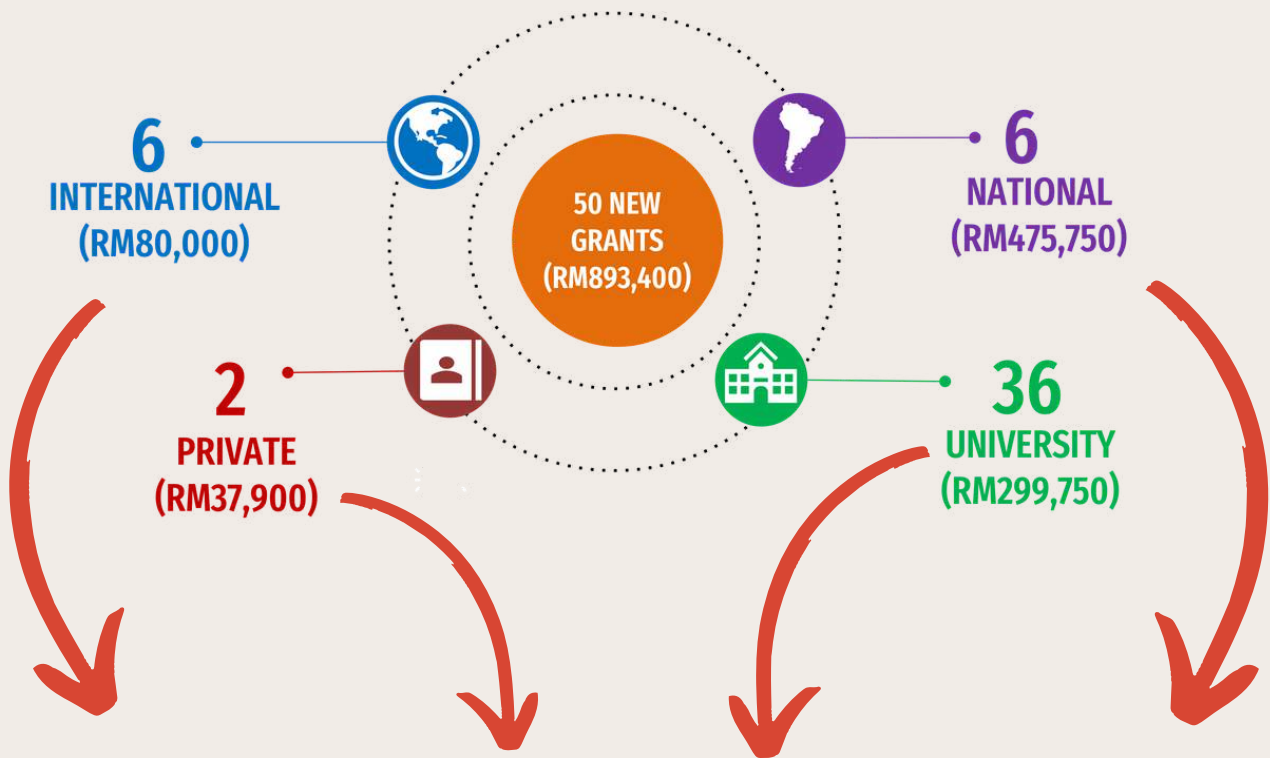 6
INTERNATIONAL
(RM80,000)
50 NEW
GRANTS
(RM893,400)
6
NATIONAL
(RM475,750)
2
PRIVATE
(RM37,900)
36
UNIVERSITY
(RM299,750)